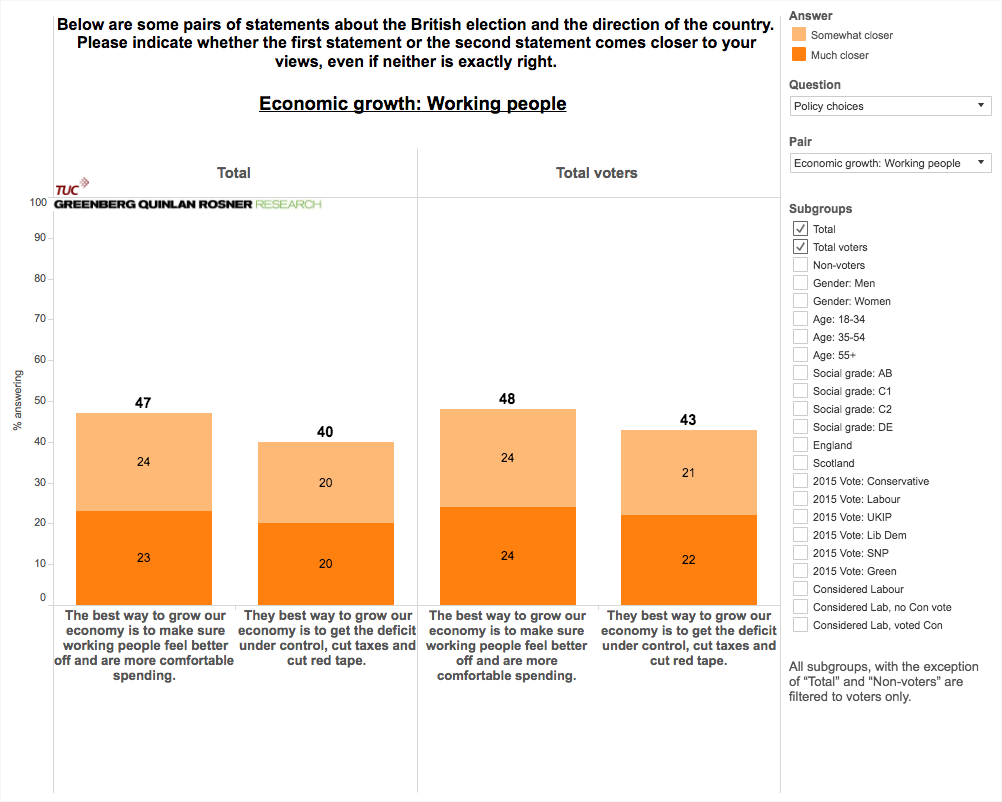 Below are some pairs of statements about the British election and the direction of the country.
Please indicate whether the first statement or the second statement comes closer to your
views, even if neither is exactly right.
Economic growth: Working people
Total
Total voters
TUC
GREENBERG QUINLAN ROSNER RESEARCH
100
90
80
70
60
50
40
30
20
10
0
% answering
47
24
23
40
20
20
48
24
24
43
21
22
The best way to grow our
economy is to make sure
working people feel better
off and are more comfortable
spending.
They best way to grow our
economy is to get the deficit
under control, cut taxes and
cut red tape.
The best way to grow our
economy is to make sure
working people feel better
off and are more
comfortable spending.
They best way to grow our
economy is to get the deficit
under control, cut taxes and
cut red tape.
Answer
Somewhat closer
Much closer
Question
Policy choices
Pair
Economic growth: Working people
Subgroups
Total
Total voters
Non-voters
Gender: Men
Gender: Women
Age: 18-34
Age: 35-54
Age: 55+
Social grade: AB
Social grade: C1
Social grade: C2
Social grade: DE
England
Scotland
2015 Vote: Conservative
2015 Vote: Labour
2015 Vote: UKIP
2015 Vote: Lib Dem
2015 Vote: SNP
2015 Vote: Green
Considered Labour
Considered Lab, no Con vote
Considered Lab, voted Con
All subgroups, with the exception
of “Total” and “Non-voters” are
filtered to voters only.